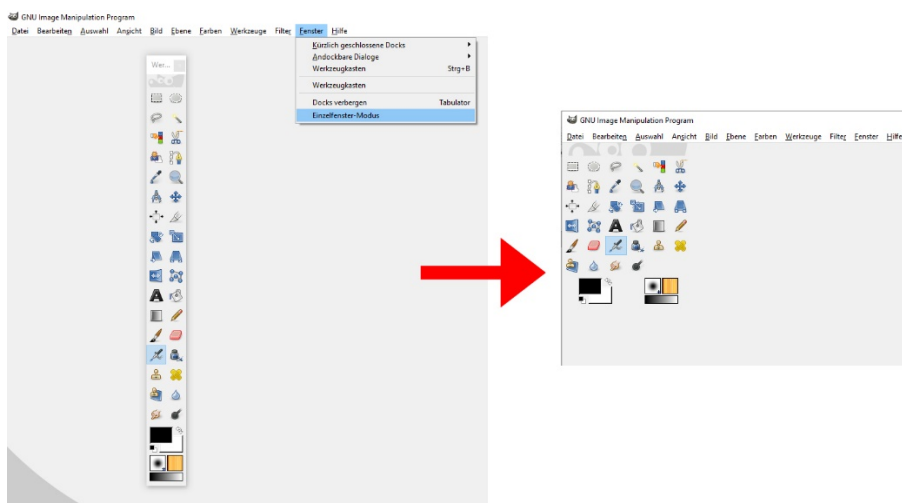 GNU Image Manipulation Program
Datei Bearbeiten Auswahl Ansicht Bild Ebene Farben Werkzeuge Filter Fenster Hilfe
Kürzlich geschlossene Docks
Andockbare Dialoge
Werkzeugkasten Strg+B
Werkzeugkasten
Docks verbergen Tabulator
Einzelfenster-Modus
Wer...
GNU Image Manipulation Program
Datei Bearbeiten Auswahl Ansicht Bild Ebene Farben Werkzeuge Filter Fenster Hilfe